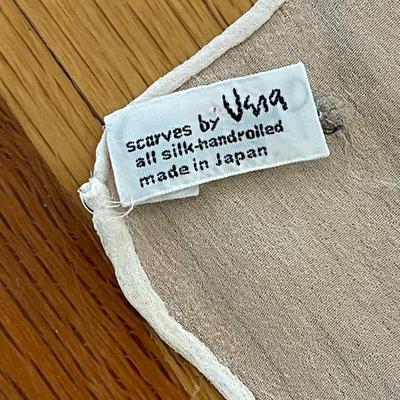 scarves by Vera
all silk-handrolled
made in Japan